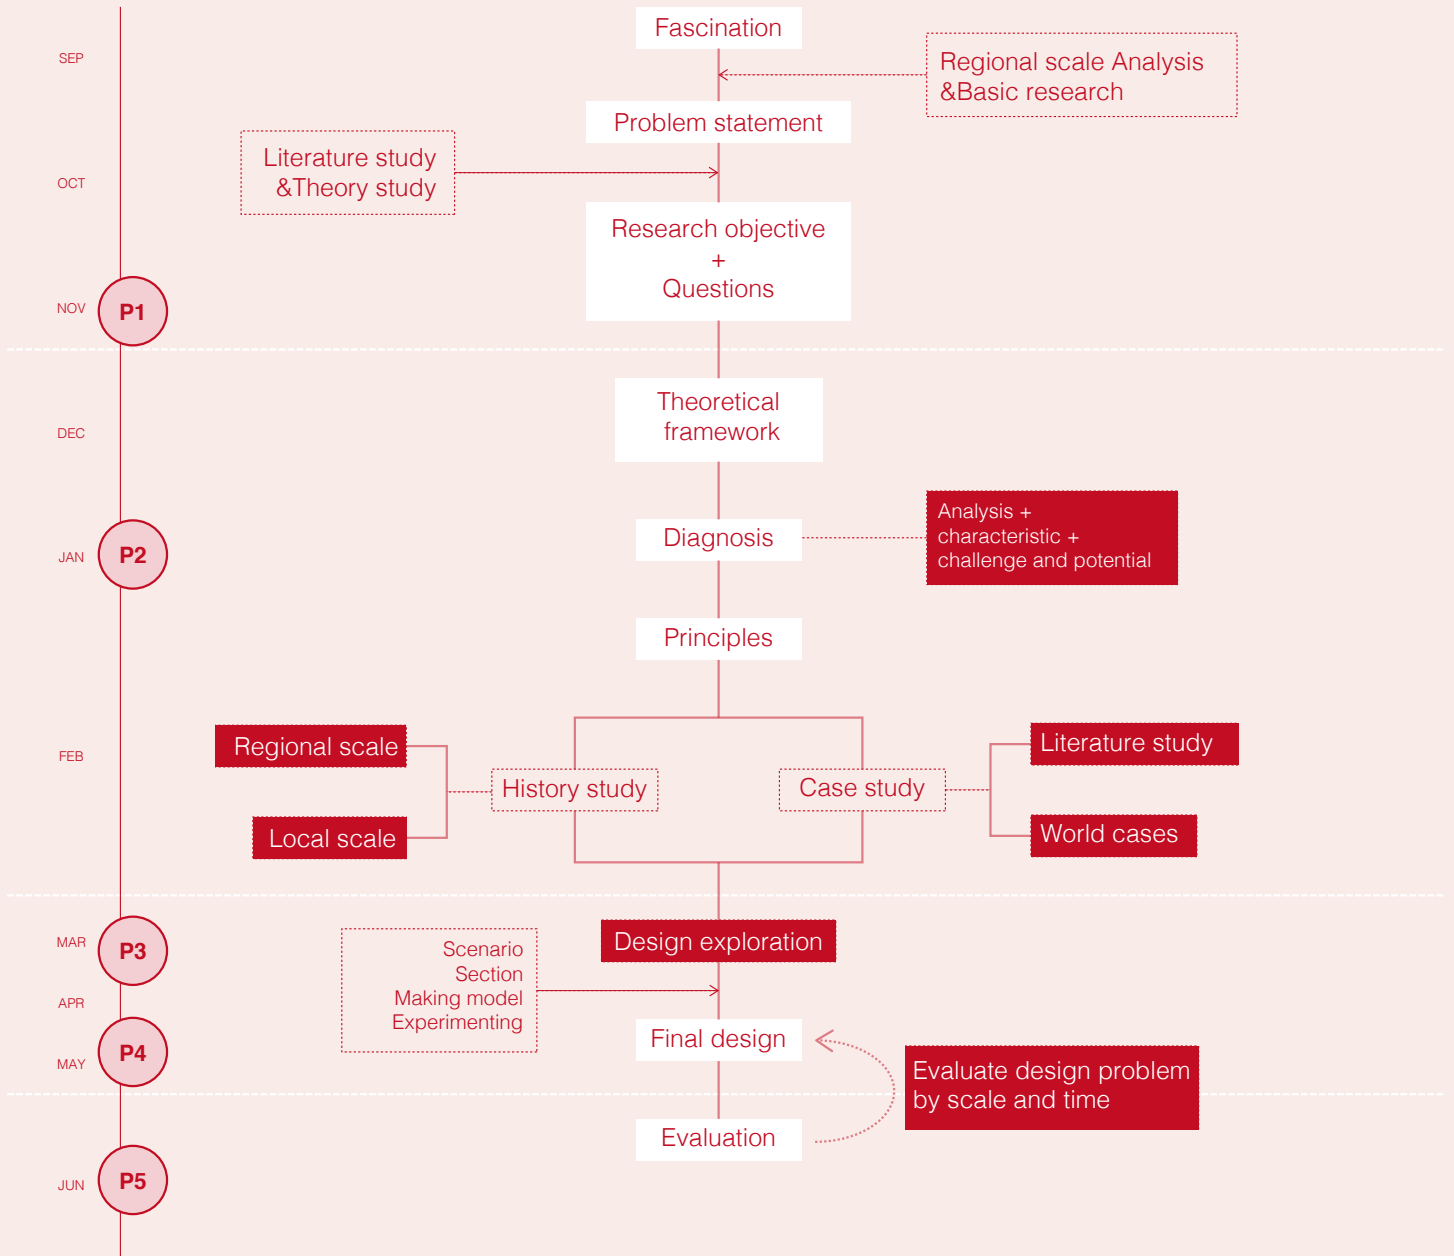 Fascination
SEP
Regional scale Analysis
&Basic research
Problem statement
Literature study
&Theory study
OCT
Research objective
+
Questions
NOV
P1
Theoretical
framework
DEC
Analysis +
characteristic +
challenge and potential
Diagnosis
JAN
P2
Principles
Regional scale
Literature study
FEB
History study
Case study
Local scale
World cases
MAR
P3
Design exploration
Scenario
Section
Making model
Experimenting
APR
Final design
P4
MAY
Evaluate design problem
by scale and time
Evaluation
JUN
P5